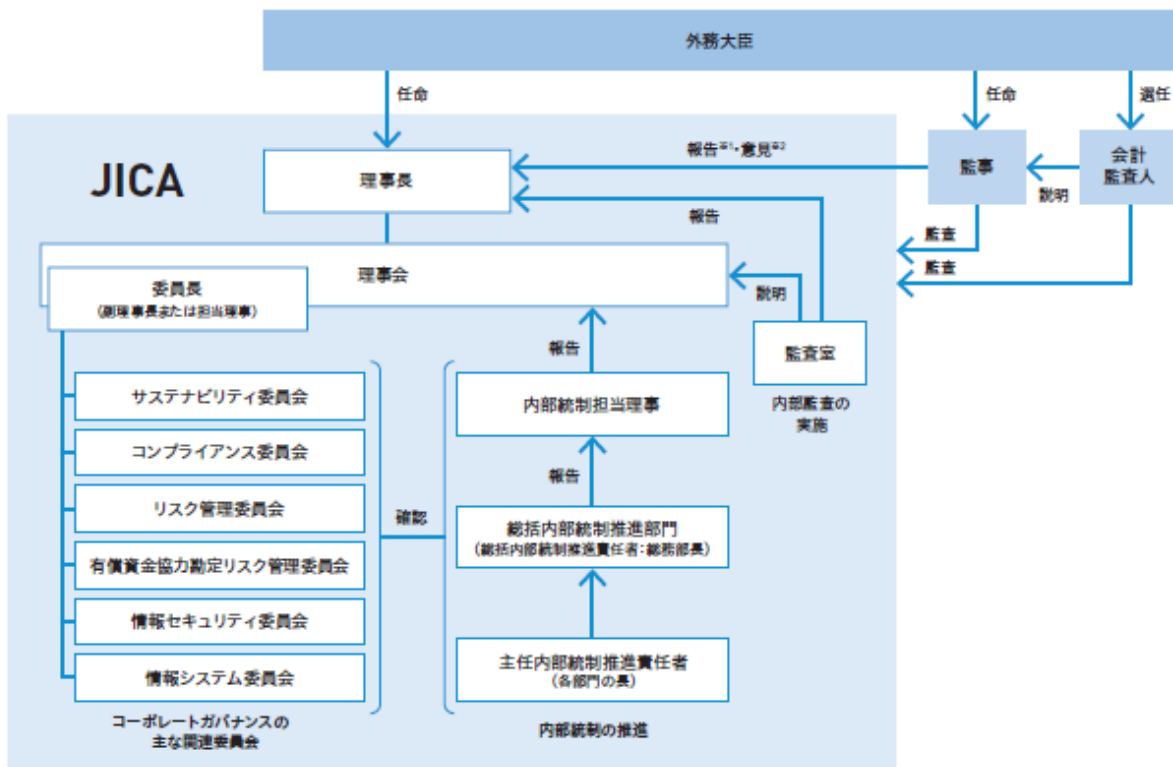 外務大臣
任命
任命
選任
JICA
理事長
報告※1・意見※2
監事
会計
監査人
説明
報告
監査
監査
理事会
委員長
(副理事長または担当理事)
説明
監査室
内部監査の
実施
報告
サステナビリティ委員会
内部統制担当理事
コンプライアンス委員会
報告
リスク管理委員会
確認
総括内部統制推進部門
(総括内部統制推進責任者:総務部長)
有償資金協力勘定リスク管理委員会
情報セキュリティ委員会
主任内部統制推進責任者
(各部門の長)
情報システム委員会
コーポレートガバナンスの
主な関連委員会
内部統制の推進